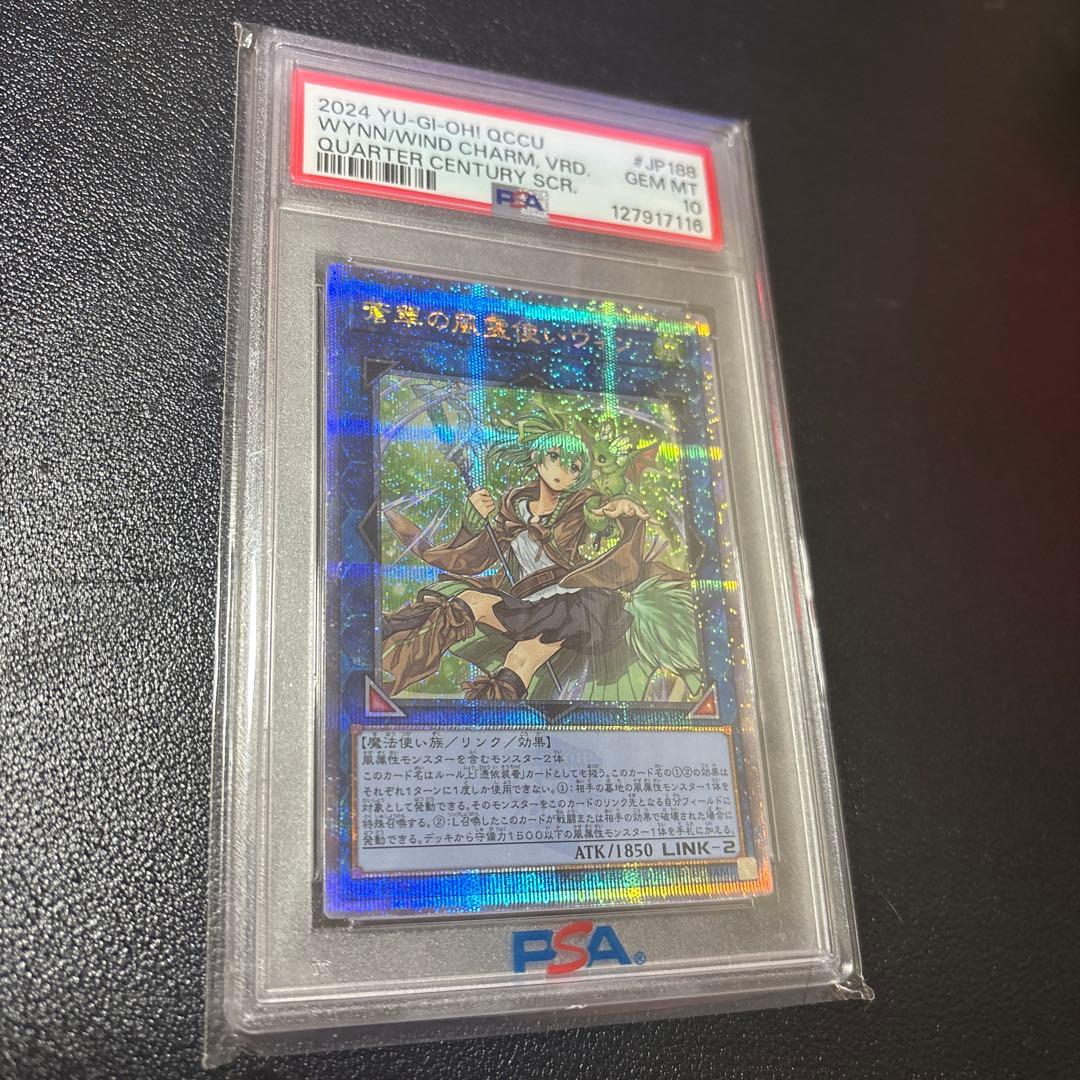 2024 YU-GI-OH! QCCU
WYNN/WIND CHARM, VRD.
QUARTER CENTURY SCR.
#JP188
GEM MT
10
127917116
PSA
蒼翠の風霊使いウィン
風
【魔法使い族/リンク/効果】
風属性モンスターを含むモンスター2体
このカード名はルール上「憑依装着」カードとしても扱う。このカード名の①②の効果は
それぞれ1ターンに1度しか使用できない。①:相手の墓地の風属性モンスター1体を
対象として発動できる。そのモンスターをこのカードのリンク先となる自分フィールドに
特殊召喚する。②:L召喚したこのカードが戦闘または相手の効果で破壊された場合に
発動できる。デッキから守備力1500以下の風属性モンスター1体を手札に加える。
ATK/1850 LINK-2
PSA®